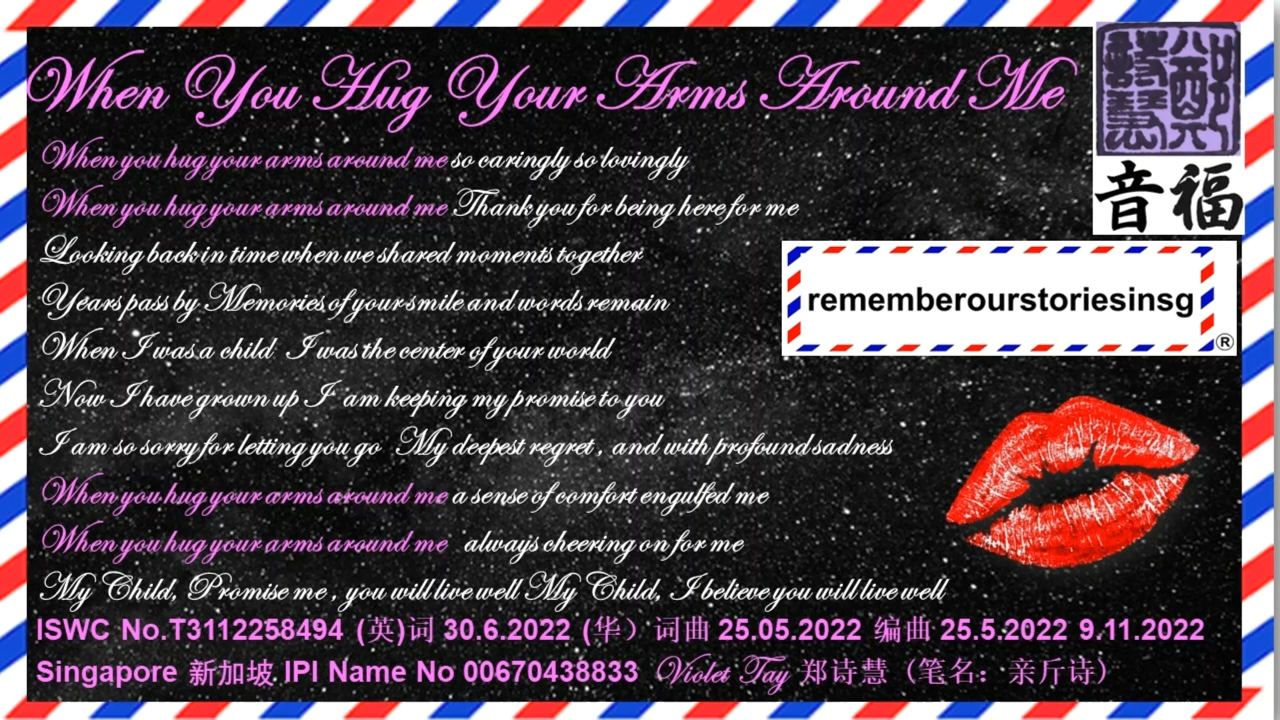 When You Hug Your Arms Around Me
When you hug your arms around me so caringly so lovingly
When you hug your arms around me Thank you for being here for me
Looking back in time when we shared moments together
Years pass by Memories of your smile and words remain
When I was a child I was the center of your world
Now I have grown up I am keeping my promise to you
I am so sorry for letting you go My deepest regret , and with profound sadness
When you hug your arms around me a sense of comfort engulfed me
When you hug your arms around me always cheering on for me
My Child, Promise me , you will live well My Child, I believe you will live well
ISWC No.T3112258494 (英)词 30.6.2022 (华）词曲 25.05.2022 编曲 25.5.2022 9.11.2022
Singapore 新加坡 IPI Name No 00670438833 Violet Tay 郑诗慧（笔名：亲斤诗）
鄭詩慧
音福
rememberourstoriesinsg
®